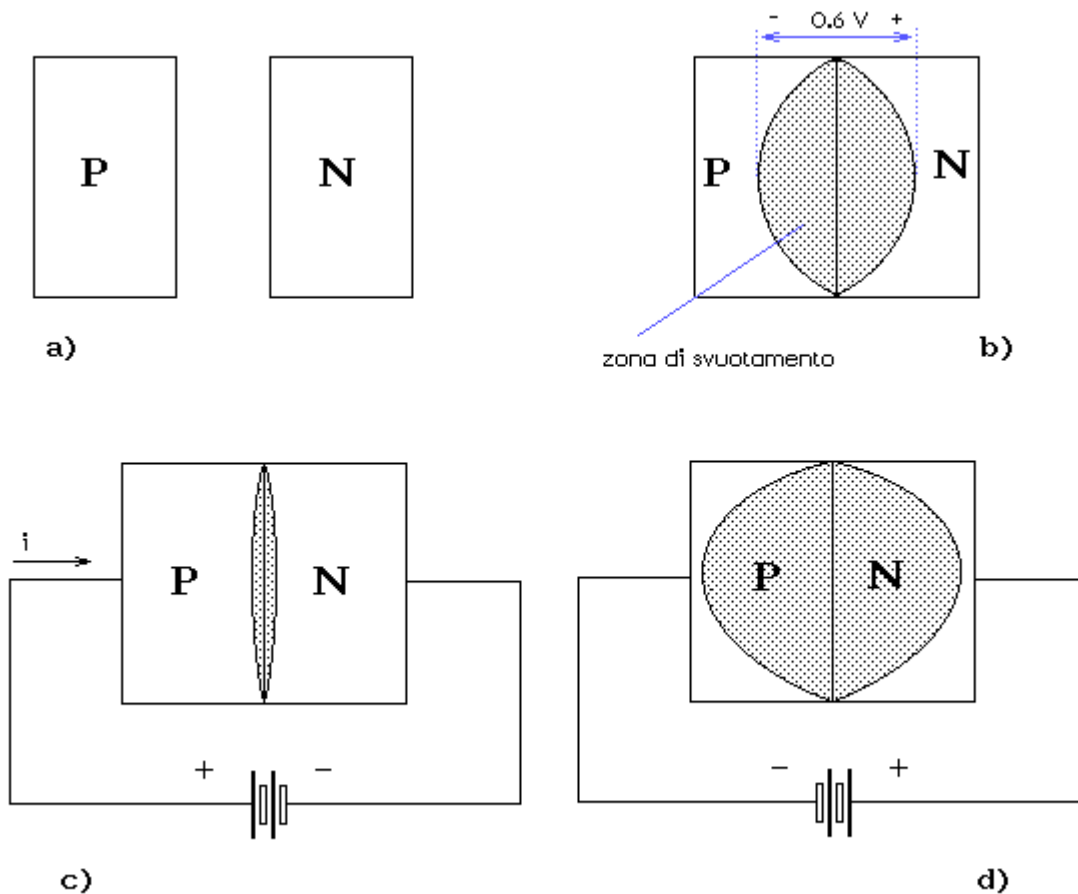 - 0.6 V +
P N
P N
a)
zona di svuotamento
b)
i
P N
P N
+ -
- +
c)
d)